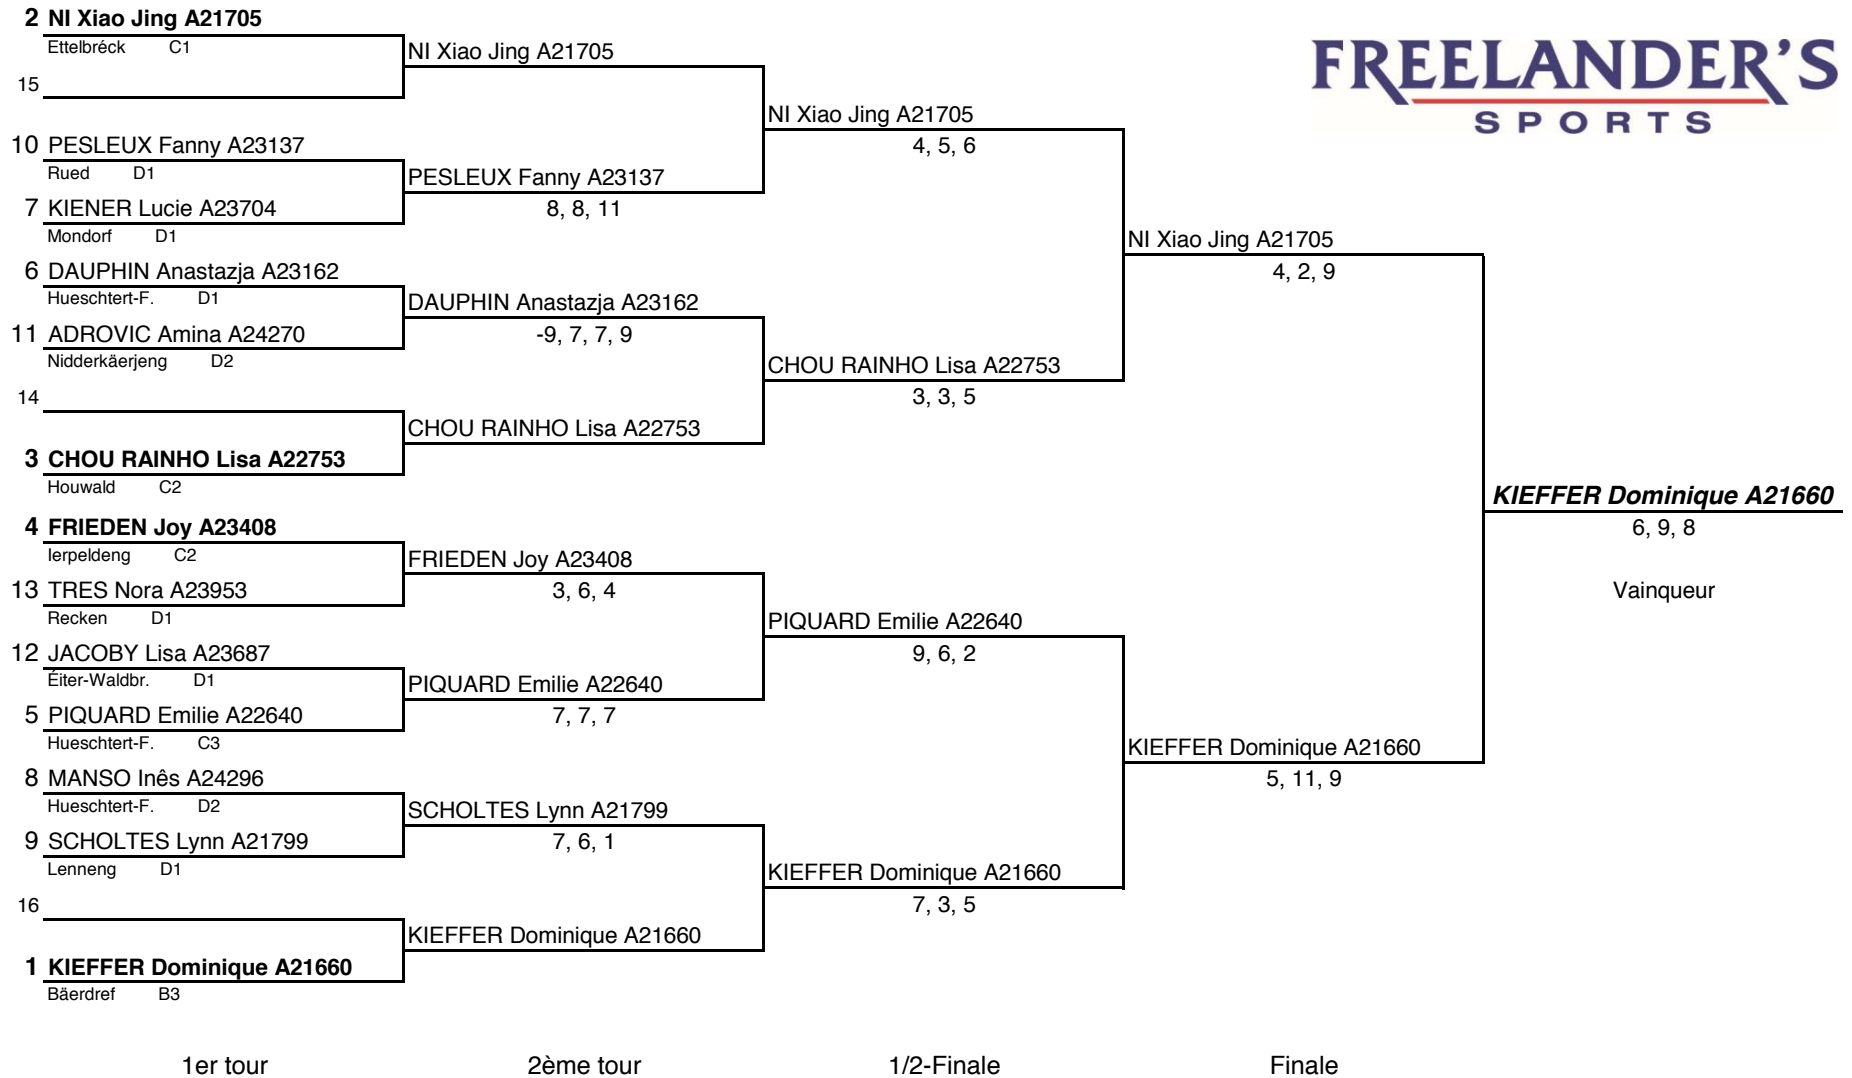 FREELANDER'S
SPORTS
2 NI Xiao Jing A21705
Ettelbréck C1
NI Xiao Jing A21705
15
NI Xiao Jing A21705
4, 5, 6
10 PESLEUX Fanny A23137
Rued D1
PESLEUX Fanny A23137
8, 8, 11
7 KIENER Lucie A23704
Mondorf D1
NI Xiao Jing A21705
4, 2, 9
6 DAUPHIN Anastazja A23162
Hueschtert-F. D1
DAUPHIN Anastazja A23162
-9, 7, 7, 9
11 ADROVIC Amina A24270
Nidderkäerjeng D2
CHOU RAINHO Lisa A22753
3, 3, 5
14
CHOU RAINHO Lisa A22753
3 CHOU RAINHO Lisa A22753
Houwald C2
KIEFFER Dominique A21660
6, 9, 8
Vainqueur
4 FRIEDEN Joy A23408
Ierpeldeng C2
FRIEDEN Joy A23408
3, 6, 4
13 TRES Nora A23953
Recken D1
PIQUARD Emilie A22640
9, 6, 2
12 JACOBY Lisa A23687
Éiter-Waldbr. D1
PIQUARD Emilie A22640
7, 7, 7
5 PIQUARD Emilie A22640
Hueschtert-F. C3
KIEFFER Dominique A21660
5, 11, 9
8 MANSO Inês A24296
Hueschtert-F. D2
SCHOLTES Lynn A21799
7, 6, 1
9 SCHOLTES Lynn A21799
Lenneng D1
KIEFFER Dominique A21660
7, 3, 5
16
KIEFFER Dominique A21660
1 KIEFFER Dominique A21660
Bäerdref B3
1er tour 2ème tour 1/2-Finale Finale